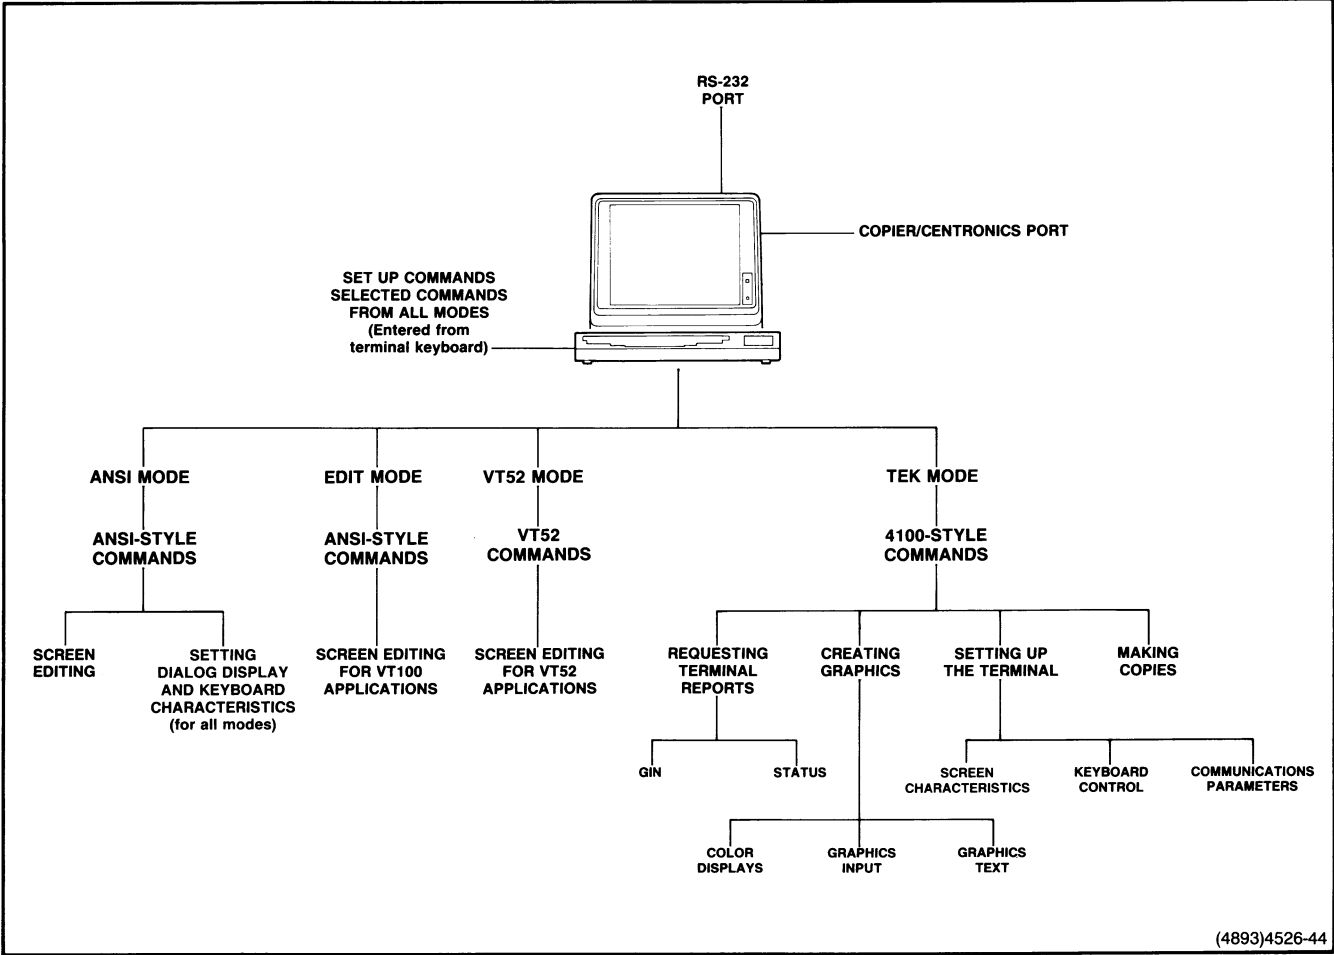 RS-232
PORT
COPIER/CENTRONICS PORT
SET UP COMMANDS
SELECTED COMMANDS
FROM ALL MODES
(Entered from
terminal keyboard)
ANSI MODE
EDIT MODE
VT52 MODE
TEK MODE
ANSI-STYLE
COMMANDS
ANSI-STYLE
COMMANDS
VT52
COMMANDS
4100-STYLE
COMMANDS
SCREEN
EDITING
SETTING
DIALOG DISPLAY
AND KEYBOARD
CHARACTERISTICS
(for all modes)
SCREEN EDITING
FOR VT100
APPLICATIONS
SCREEN EDITING
FOR VT52
APPLICATIONS
REQUESTING
TERMINAL
REPORTS
CREATING
GRAPHICS
SETTING UP
THE TERMINAL
MAKING
COPIES
GIN
STATUS
SCREEN
CHARACTERISTICS
KEYBOARD
CONTROL
COMMUNICATIONS
PARAMETERS
COLOR
DISPLAYS
GRAPHICS
INPUT
GRAPHICS
TEXT
(4893)4526-44